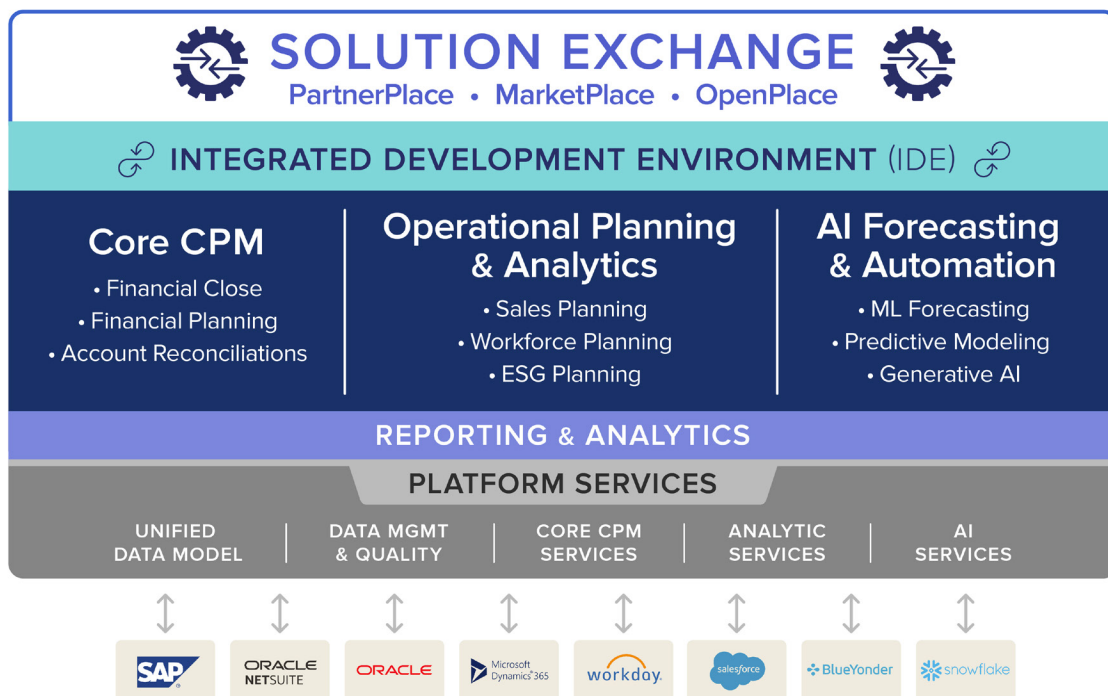 SOLUTION EXCHANGE
PartnerPlace • MarketPlace • OpenPlace
INTEGRATED DEVELOPMENT ENVIRONMENT (IDE)
Core CPM
• Financial Close
• Financial Planning
• Account Reconciliations
Operational Planning
& Analytics
• Sales Planning
• Workforce Planning
• ESG Planning
AI Forecasting
& Automation
• ML Forecasting
• Predictive Modeling
• Generative AI
REPORTING & ANALYTICS
PLATFORM SERVICES
UNIFIED
DATA MODEL
DATA MGMT
& QUALITY
CORE CPM
SERVICES
ANALYTIC
SERVICES
AI
SERVICES
SAP
ORACLE
NETSUITE
ORACLE
Microsoft
Dynamics 365
workday.
salesforce
BlueYonder
snowflake